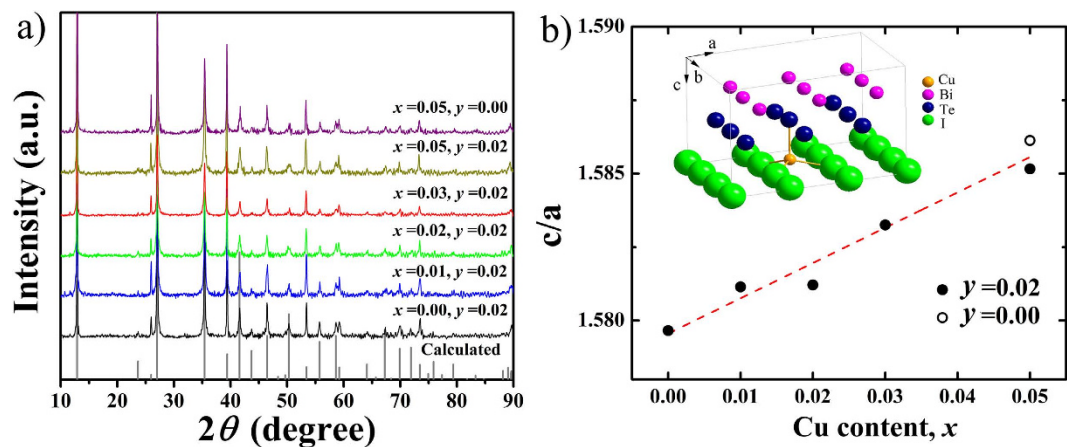 a)
Intensity (a.u.)
x=0.05, y=0.00
x=0.05, y=0.02
x=0.03, y=0.02
x=0.02, y=0.02
x=0.01, y=0.02
x=0.00, y=0.02
Calculated
10 20 30 40 50 60 70 80 90
2θ (degree)
b)
1.590
1.585
1.580
c/a
a
b
c
Cu
Bi
Te
I
y=0.02
y=0.00
0.00 0.01 0.02 0.03 0.04 0.05
Cu content, x